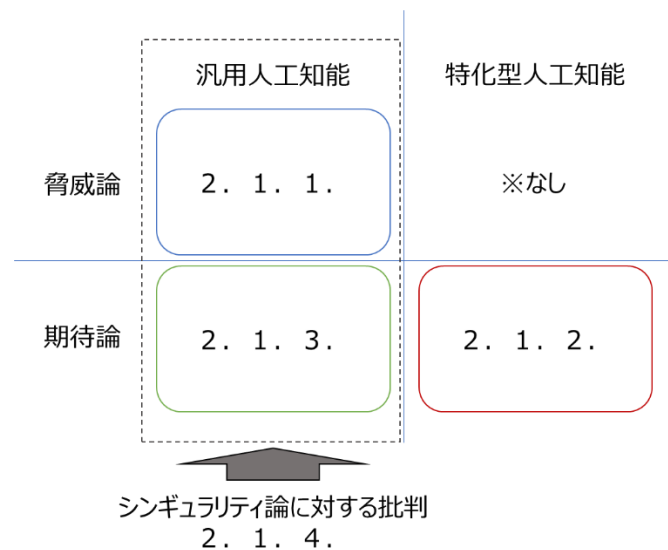 汎用人工知能
特化型人工知能
脅威論
２．１．１．
※なし
期待論
２．１．３．
２．１．２．
シンギュラリティ論に対する批判
２．１．４．